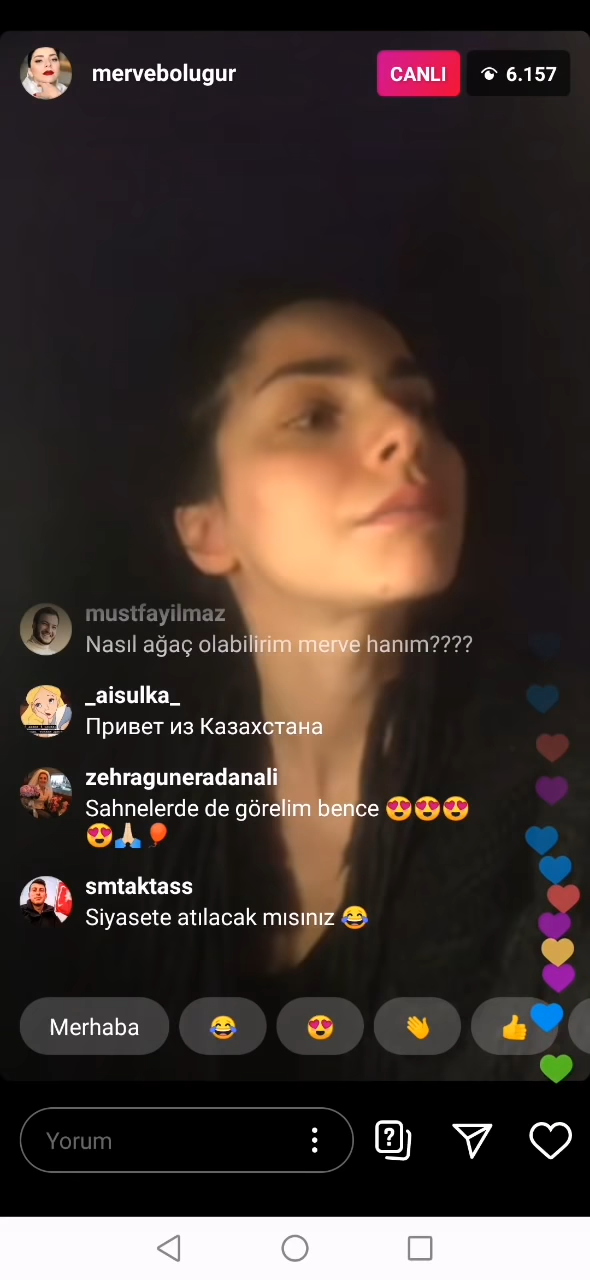 mervebolugur
CANLI
6.157
mustfayilmaz
Nasıl ağaç olabilirim merve hanım????
_aisulka_
Привет из Казахстана
zehraguneradanali
Sahnelerde de görelim bence 😍😍😍
😍🙏🏻🎈
smtaktass
Siyasete atılacak mısınız 😂
Merhaba 😂 😍 👋 👍
Yorum